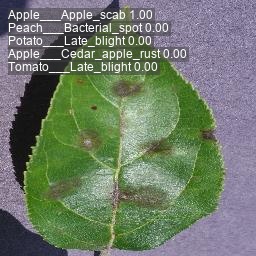 Apple___Apple_scab 1.00
Peach___Bacterial_spot 0.00
Potato___Late_blight 0.00
Apple___Cedar_apple_rust 0.00
Tomato___Late_blight 0.00